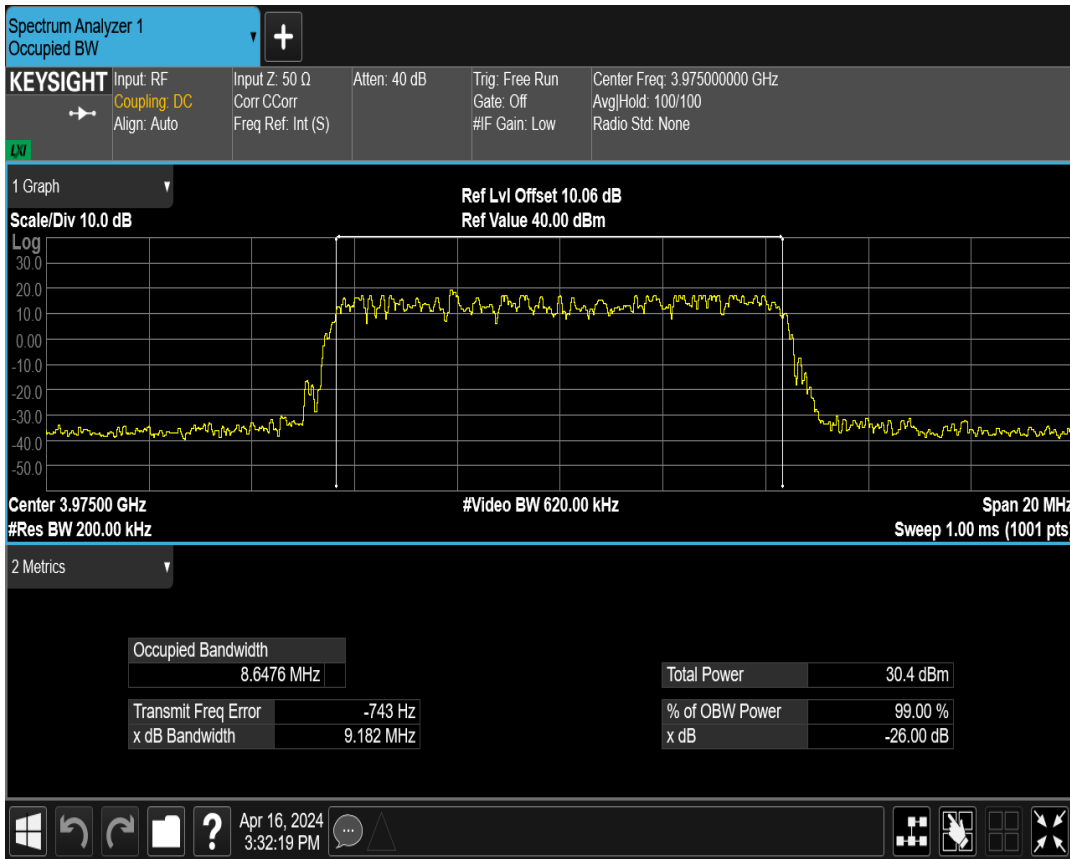 Spectrum Analyzer 1
Occupied BW
+
KEYSIGHT
LXI
Input: RF
Coupling: DC
Align: Auto
Input Z: 50 Ω
Corr CCorr
Freq Ref: Int (S)
Atten: 40 dB
Trig: Free Run
Gate: Off
#IF Gain: Low
Center Freq: 3.975000000 GHz
Avg|Hold: 100/100
Radio Std: None
1 Graph
Scale/Div 10.0 dB
Ref Lvl Offset 10.06 dB
Ref Value 40.00 dBm
Log
30.0
20.0
10.0
0.00
-10.0
-20.0
-30.0
-40.0
-50.0
Center 3.97500 GHz
#Video BW 620.00 kHz
Span 20 MHz
#Res BW 200.00 kHz
Sweep 1.00 ms (1001 pts)
2 Metrics
Occupied Bandwidth
8.6476 MHz
Total Power 30.4 dBm
Transmit Freq Error -743 Hz
% of OBW Power 99.00 %
x dB Bandwidth 9.182 MHz
x dB -26.00 dB
?
Apr 16, 2024
3:32:19 PM